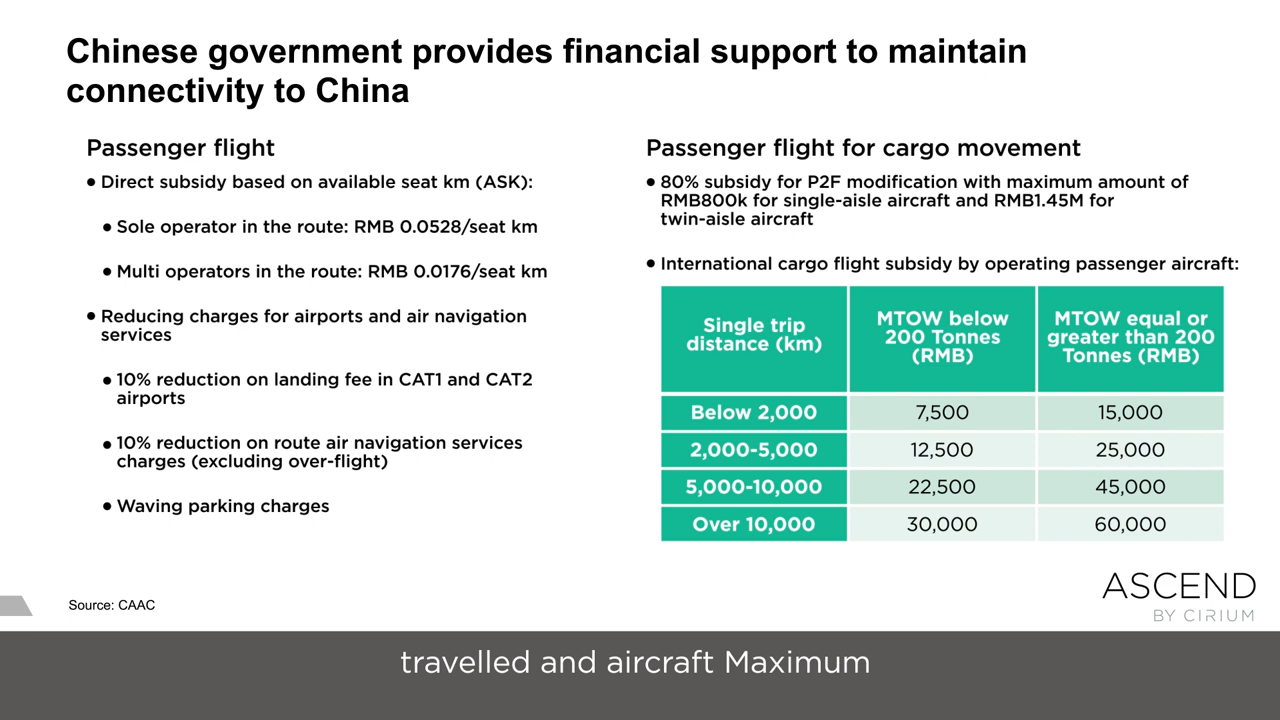 Chinese government provides financial support to maintain
connectivity to China
Passenger flight
• Direct subsidy based on available seat km (ASK):
• Sole operator in the route: RMB 0.0528/seat km
• Multi operators in the route: RMB 0.0176/seat km
• Reducing charges for airports and air navigation
services
• 10% reduction on landing fee in CAT1 and CAT2
airports
• 10% reduction on route air navigation services
charges (excluding over-flight)
• Waving parking charges
Passenger flight for cargo movement
• 80% subsidy for P2F modification with maximum amount of
RMB800k for single-aisle aircraft and RMB1.45M for
twin-aisle aircraft
• International cargo flight subsidy by operating passenger aircraft:
Single trip
distance (km)
MTOW below
200 Tonnes
(RMB)
MTOW equal or
greater than 200
Tonnes (RMB)
Below 2,000 7,500 15,000
2,000-5,000 12,500 25,000
5,000-10,000 22,500 45,000
Over 10,000 30,000 60,000
Source: CAAC
ASCEND
BY CIRIUM
travelled and aircraft Maximum